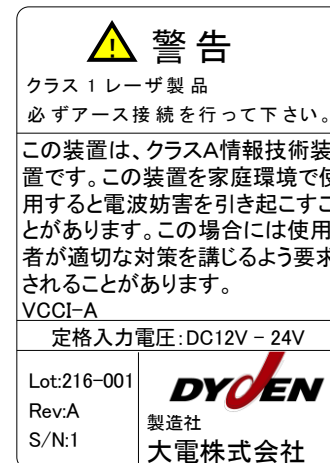 警告
クラス 1 レーザ製品
必ずアース接続を行って下さい。
この装置は、クラスA情報技術装
置です。この装置を家庭環境で使
用すると電波妨害を引き起こすこ
とがあります。この場合には使用
者が適切な対策を講じるよう要求
されることがあります。
VCCI-A
定格入力電圧:DC12V - 24V
Lot:216-001
Rev:A
S/N:1
DYDEN
製造社
大電株式会社